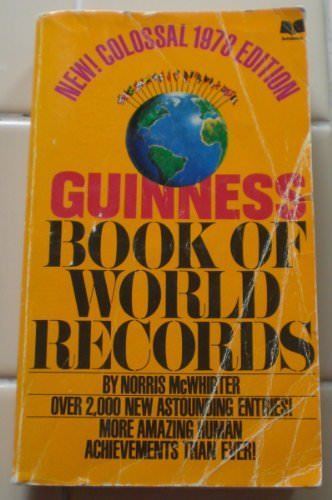 NEW! COLOSSAL 1978 EDITION
GUINNESS
BOOK OF
WORLD
RECORDS
BY NORRIS McWHIRTER
OVER 2,000 NEW ASTOUNDING ENTRIES!
MORE AMAZING HUMAN
ACHIEVEMENTS THAN EVER!